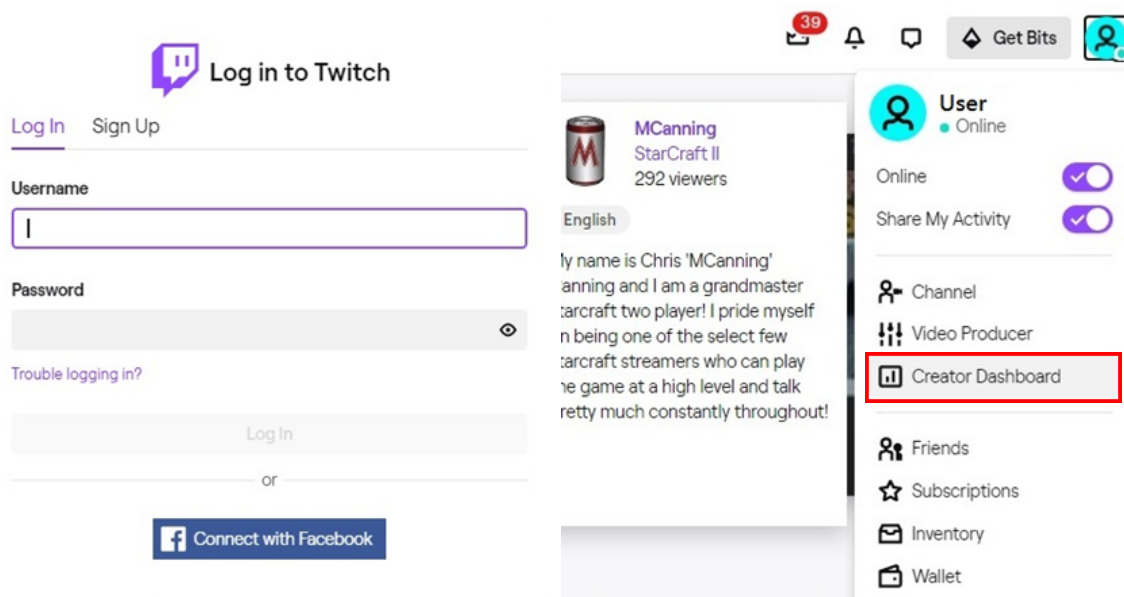 Log in to Twitch
Log In Sign Up
Username
Password
Trouble logging in?
Log In
or
Connect with Facebook
39
Get Bits
MCanning
StarCraft II
292 viewers
English
y name is Chris 'MCanning'
anning and I am a grandmaster
tarcraft two player! I pride myself
n being one of the select few
tarcraft streamers who can play
he game at a high level and talk
retty much constantly throughout!
User
Online
Online
Share My Activity
Channel
Video Producer
Creator Dashboard
Friends
Subscriptions
Inventory
Wallet